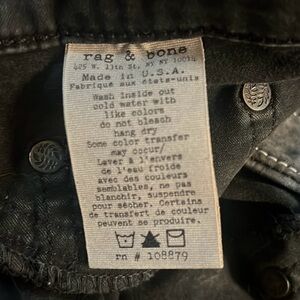 rag & bone
425 W. 13th St, NY NY 10014
Made in U.S.A.
Fabriqué aux états-unis
Wash inside out
cold water with
like colors
do not bleach
hang dry
Some color transfer
may occur/
Laver à l'envers
de l'eau froide
avec des couleurs
semblables, ne pas
blanchir, suspendre
pour sécher. Certains
de transfert de couleur
peuvent se produire.
rn # 108879